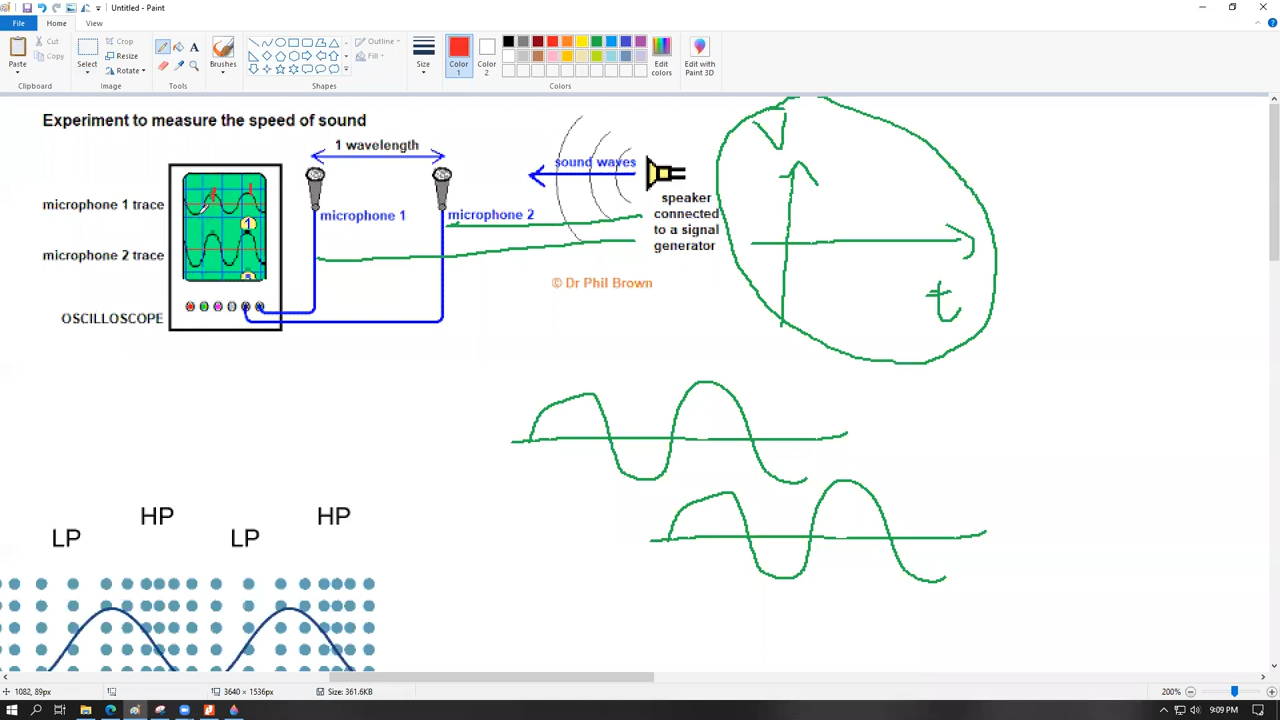 Untitled - Paint
File
Home
View
Paste
Cut
Copy
Clipboard
Select
Crop
Resize
Rotate
Image
A
Tools
Brushes
Shapes
Outline
Fill
Size
Color 1
Color 2
Colors
Edit colors
Edit with Paint 3D
Experiment to measure the speed of sound
1 wavelength
sound waves
microphone 1 trace
microphone 1
microphone 2
microphone 2 trace
OSCILLOSCOPE
1
speaker
connected
to a signal
generator
© Dr Phil Brown
V
t
HP
HP
LP
LP
1082, 89px
3640 × 1536px
Size: 361.6KB
200%
9:09 PM